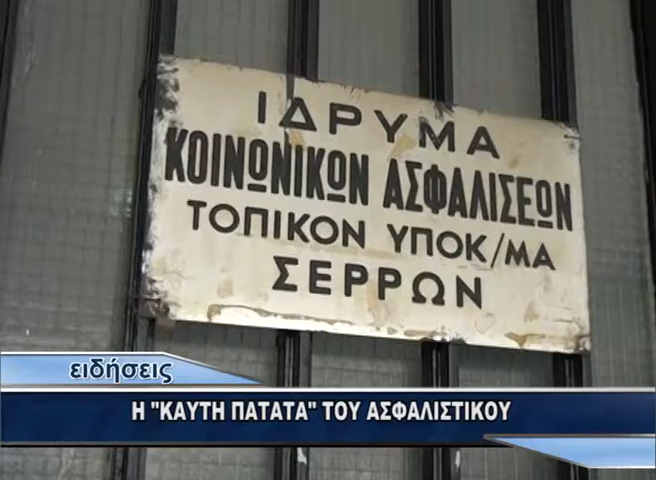 ΙΔΡΥΜΑ
ΚΟΙΝΩΝΙΚΩΝ ΑΣΦΑΛΙΣΕΩΝ
ΤΟΠΙΚΟΝ ΥΠΟΚ/ΜΑ
ΣΕΡΡΩΝ
ειδήσεις
Η "ΚΑΥΤΗ ΠΑΤΑΤΑ" ΤΟΥ ΑΣΦΑΛΙΣΤΙΚΟΥ